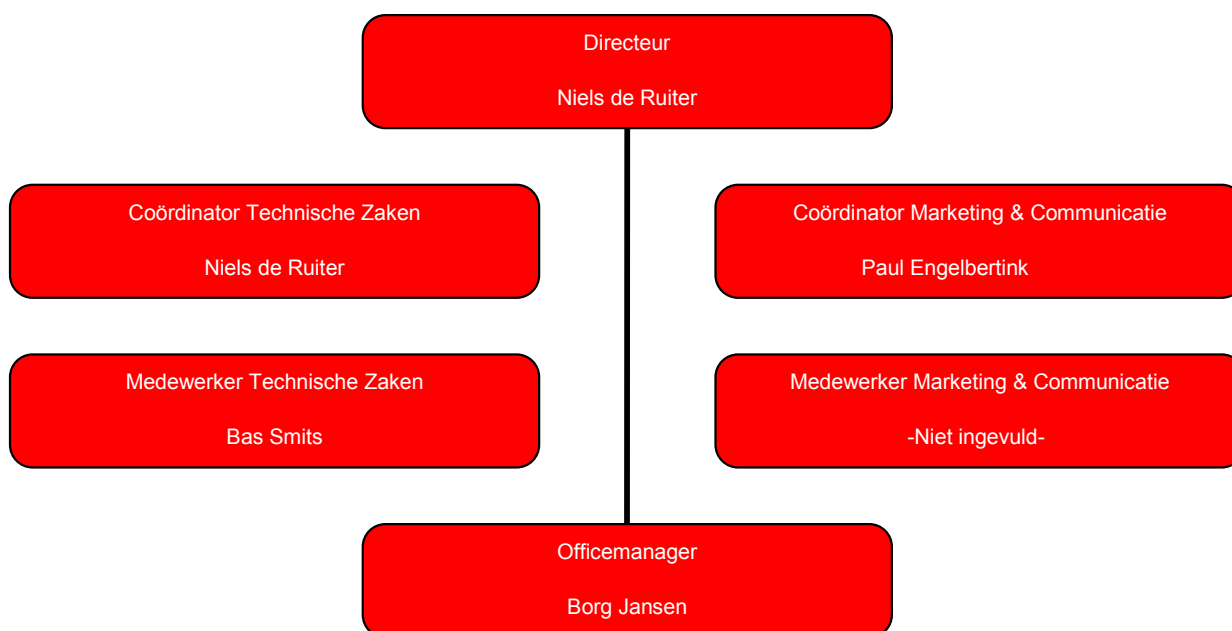 Directeur
Niels de Ruiter
Coördinator Technische Zaken
Niels de Ruiter
Coördinator Marketing & Communicatie
Paul Engelbertink
Medewerker Technische Zaken
Bas Smits
Medewerker Marketing & Communicatie
-Niet ingevuld-
Officemanager
Borg Jansen